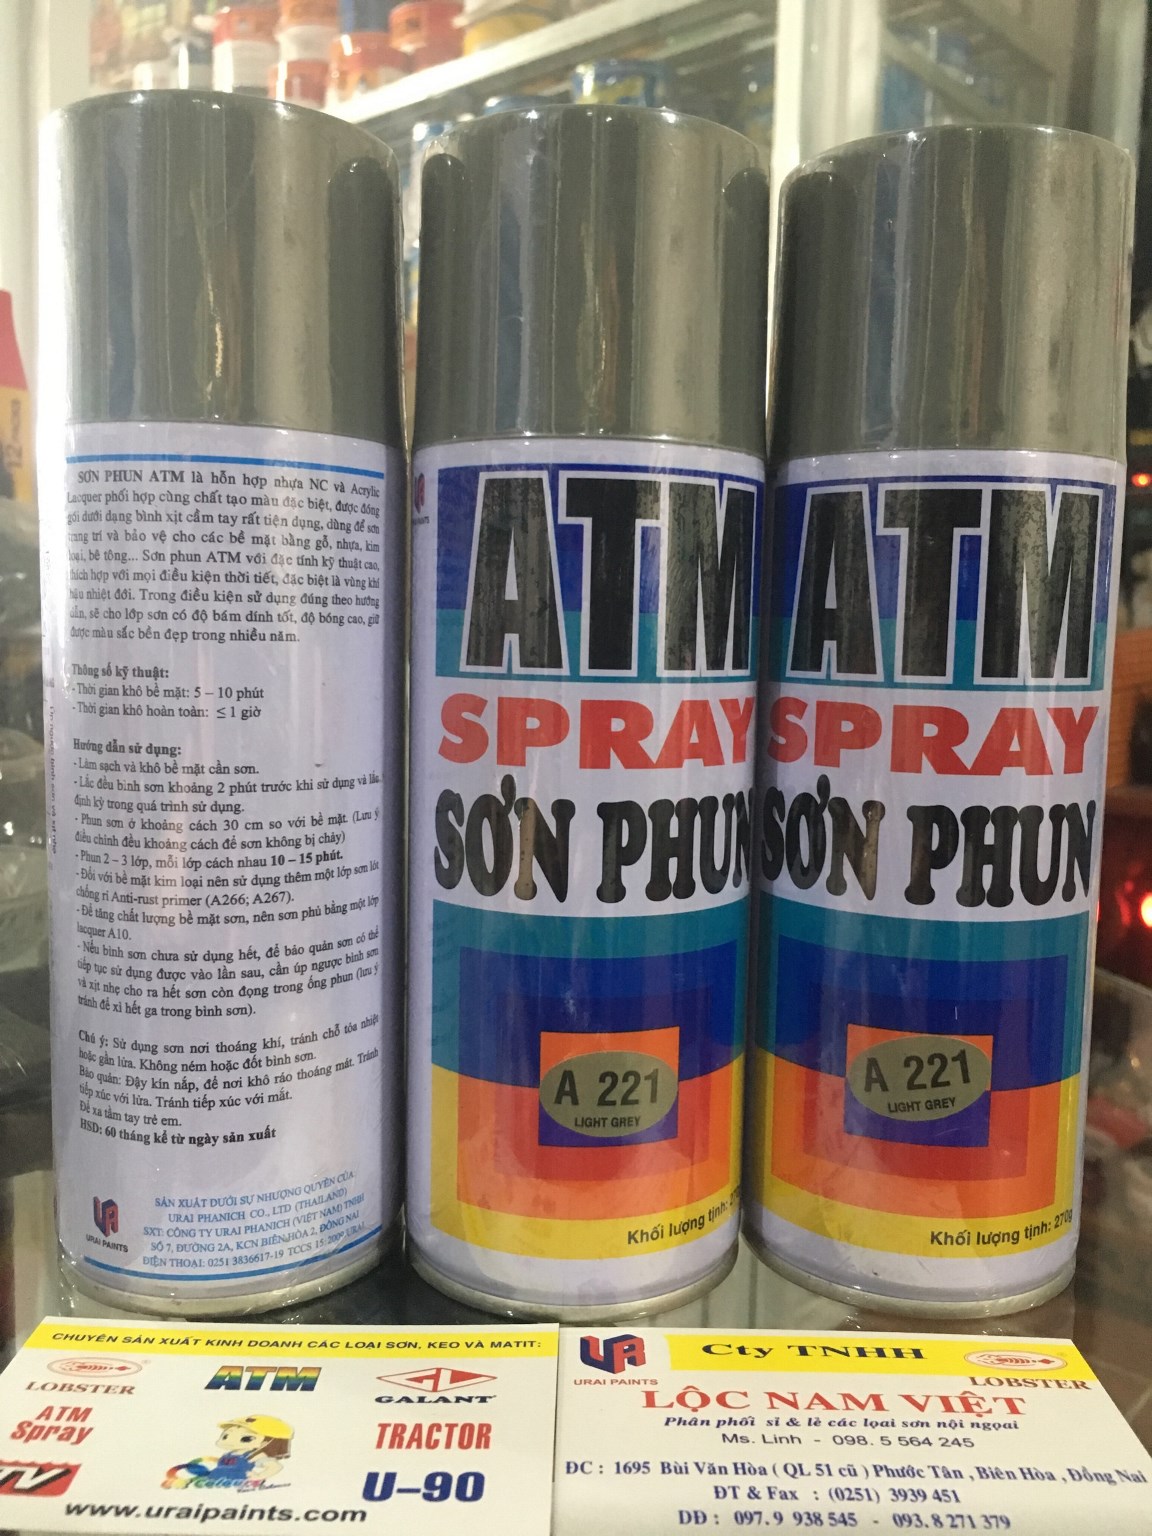 SƠN PHUN ATM là hỗn hợp nhựa NC và Acrylic
Lacquer phối hợp cùng chất tạo màu đặc biệt, được đóng
gói dưới dạng bình xịt cầm tay rất tiện dụng, dùng để sơn
trang trí và bảo vệ cho các bề mặt bằng gỗ, nhựa, kim
loại, bê tông... Sơn phun ATM với đặc tính kỹ thuật cao,
thích hợp với mọi điều kiện thời tiết, đặc biệt là vùng khí
hậu nhiệt đới. Trong điều kiện sử dụng đúng theo hướng
dẫn, sẽ cho lớp sơn có độ bám dính tốt, độ bóng cao, giữ
được màu sắc bền đẹp trong nhiều năm.
Thông số kỹ thuật:
- Thời gian khô bề mặt: 5 – 10 phút
- Thời gian khô hoàn toàn: ≤ 1 giờ
Hướng dẫn sử dụng:
- Làm sạch và khô bề mặt cần sơn.
- Lắc đều bình sơn khoảng 2 phút trước khi sử dụng và lắc
định kỳ trong quá trình sử dụng.
- Phun sơn ở khoảng cách 30 cm so với bề mặt. (Lưu ý
điều chỉnh đều khoảng cách để sơn không bị chảy)
- Phun 2 – 3 lớp, mỗi lớp cách nhau 10 – 15 phút.
- Đối với bề mặt kim loại nên sử dụng thêm một lớp sơn lót
chống rỉ Anti-rust primer (A266; A267).
- Để tăng chất lượng bề mặt sơn, nên sơn phủ bằng một lớp
lacquer A10.
- Nếu bình sơn chưa sử dụng hết, để bảo quản sơn có thể
tiếp tục sử dụng được vào lần sau, cần úp ngược bình sơn
và xịt nhẹ cho ra hết sơn còn đọng trong ống phun (lưu ý
tránh để xì hết ga trong bình sơn).
Chú ý: Sử dụng sơn nơi thoáng khí, tránh chỗ tỏa nhiệt
hoặc gần lửa. Không ném hoặc đốt bình sơn.
Bảo quản: Đậy kín nắp, để nơi khô ráo thoáng mát. Tránh
tiếp xúc với lửa. Tránh tiếp xúc với mắt.
Để xa tầm tay trẻ em.
HSD: 60 tháng kể từ ngày sản xuất
URAI PAINTS
SẢN XUẤT DƯỚI SỰ NHƯỢNG QUYỀN CỦA
URAI PHANICH CO., LTD (THAILAND)
SXT: CÔNG TY URAI PHANICH (VIỆT NAM) TNHH
SỐ 7, ĐƯỜNG 2A, KCN BIÊN HÒA 2, ĐỒNG NAI
ĐIỆN THOẠI: 0251 3836617-19 TCCS 15:2009/URAI
ATM
SPRAY
SƠN PHUN
A 221
LIGHT GREY
Khối lượng tịnh:
ATM
SPRAY
SƠN PHUN
A 221
LIGHT GREY
Khối lượng tịnh: 270g
CHUYÊN SẢN XUẤT KINH DOANH CÁC LOẠI SƠN, KEO VÀ MATIT:
LOBSTER
ATM
GALANT
ATM
Spray
TRACTOR
U-90
www.uraipaints.com
URAI PAINTS
Cty TNHH
LOBSTER
LỘC NAM VIỆT
Phân phối sỉ & lẻ các lọai sơn nội ngọai
Ms. Linh - 098. 5 564 245
ĐC : 1695 Bùi Văn Hòa ( QL 51 cũ ) Phước Tân , Biên Hòa , Đồng Nai
ĐT & Fax : (0251) 3939 451
DĐ : 097. 9 938 545 - 093. 8 271 379